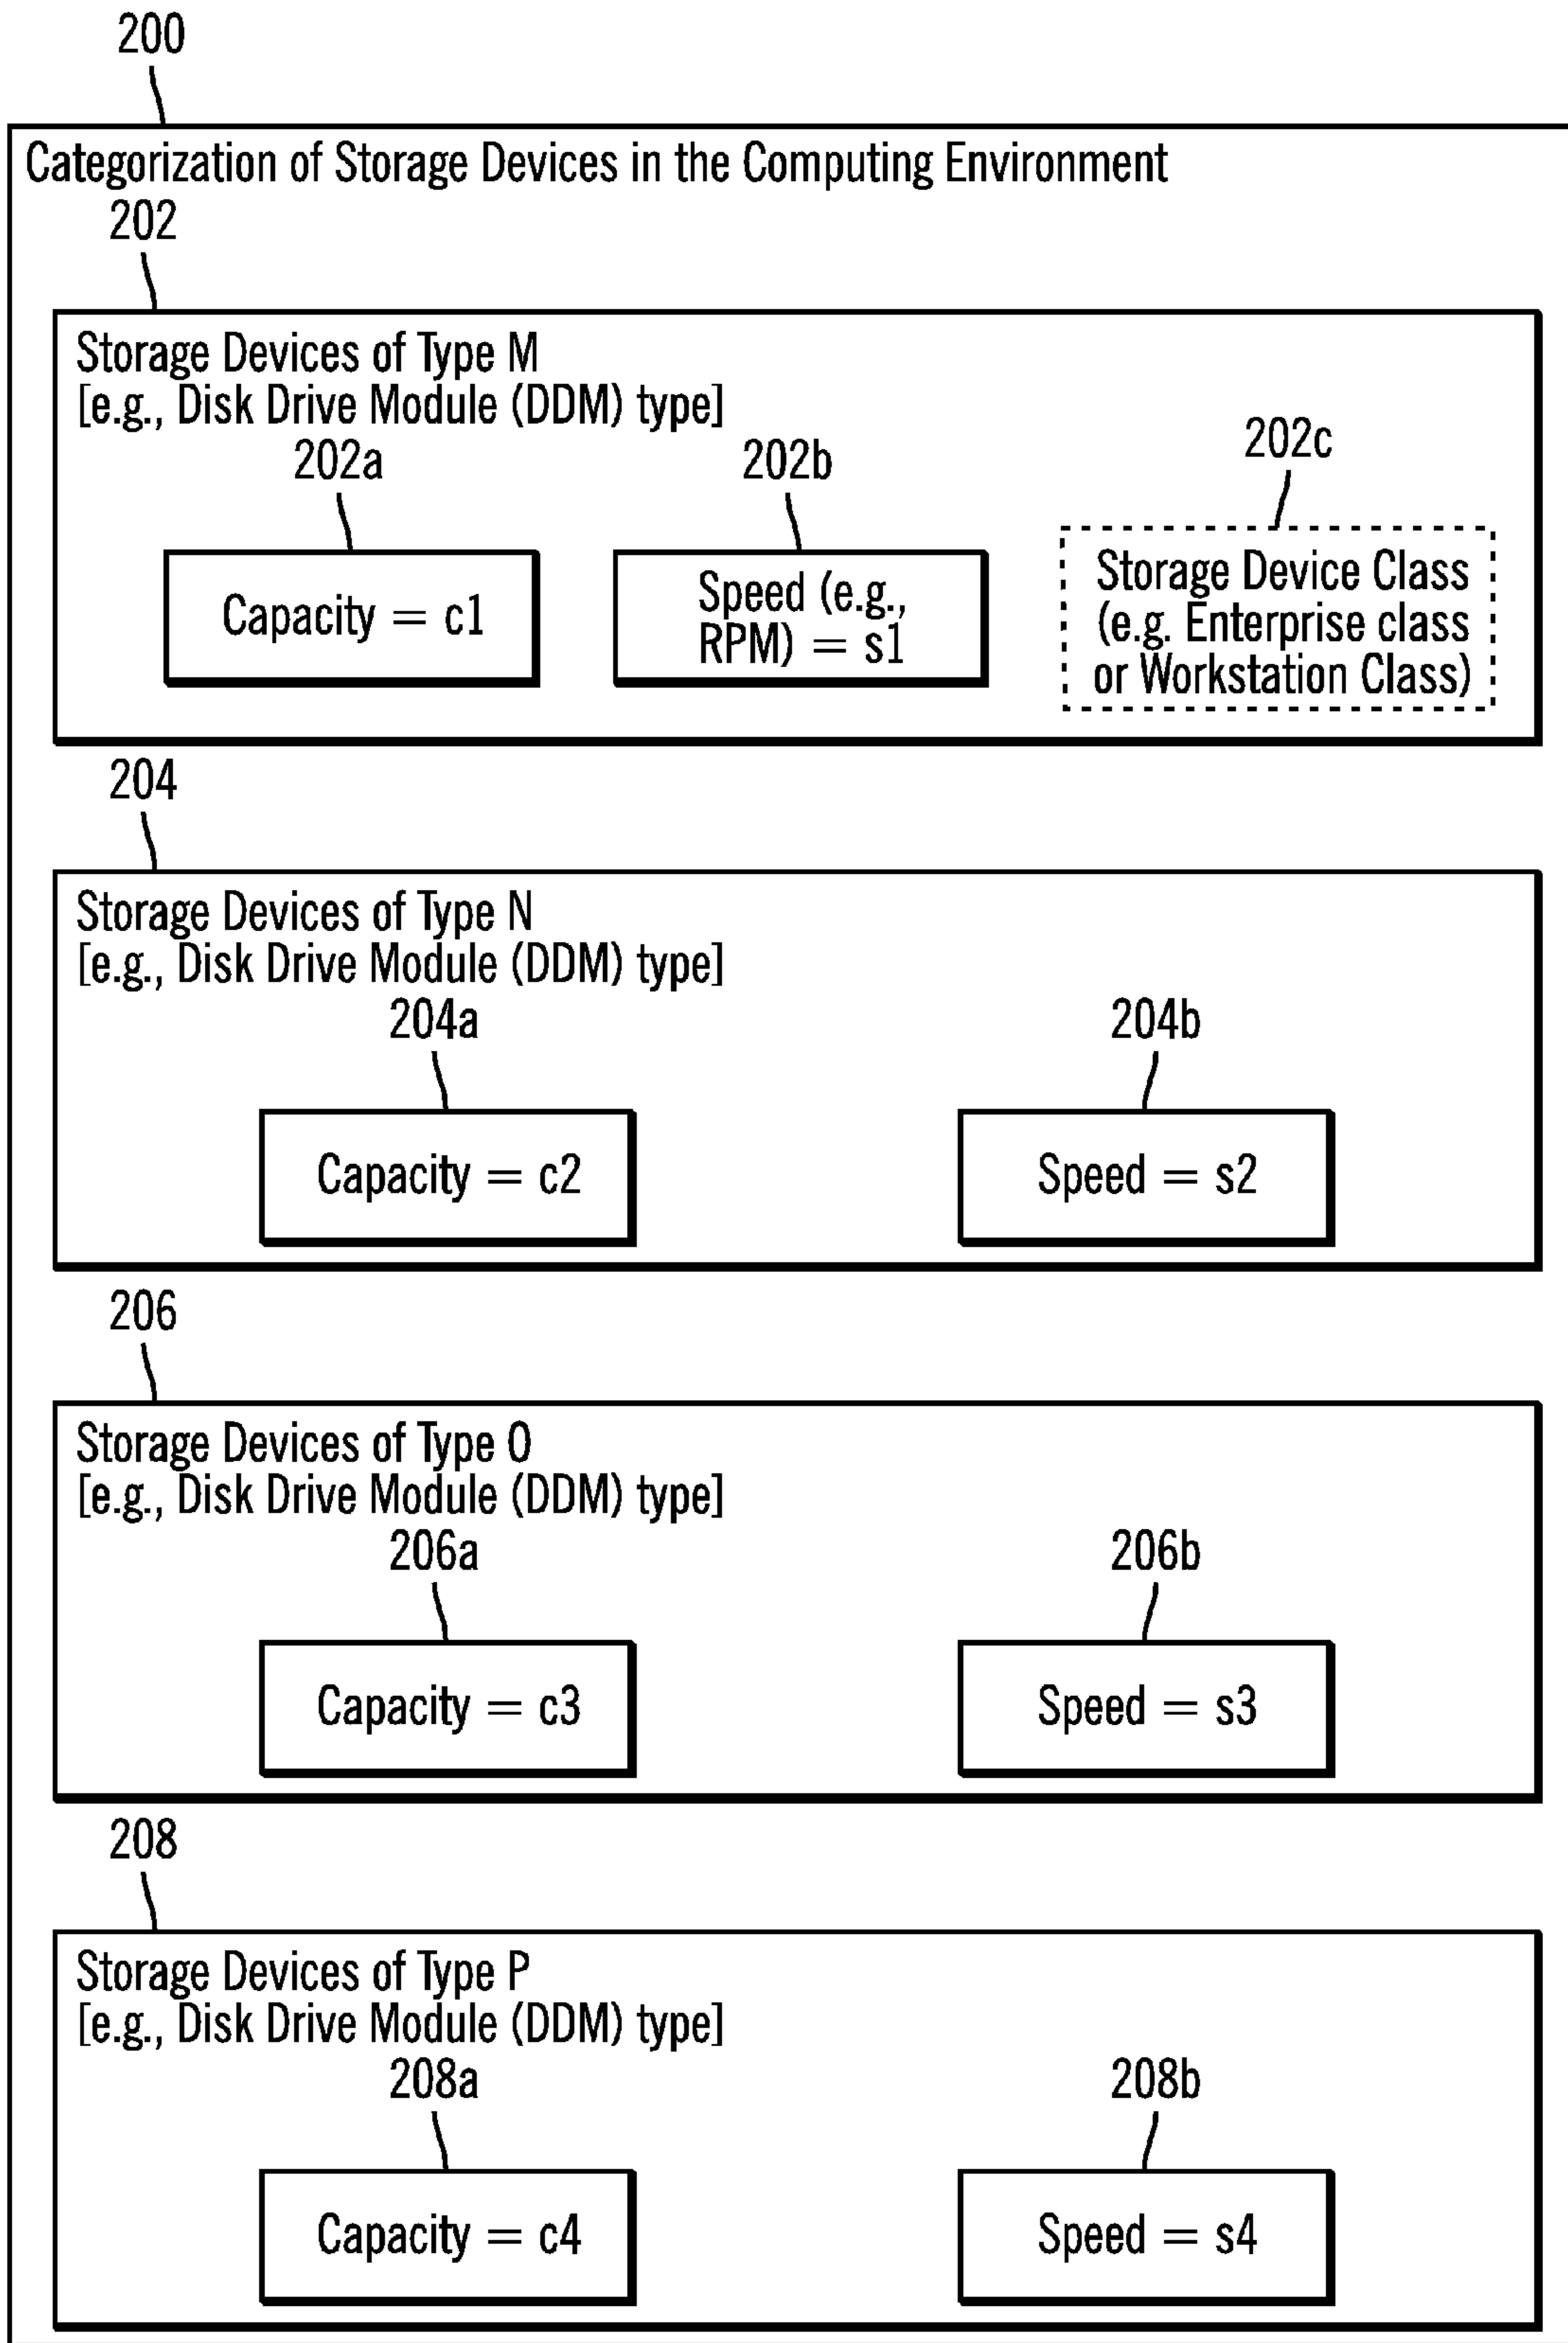 200
Categorization of Storage Devices in the Computing Environment
202
Storage Devices of Type M
[e.g., Disk Drive Module (DDM) type]
202a
202b
202c
Capacity = c1
Speed (e.g.,
RPM) = s1
Storage Device Class
(e.g. Enterprise class
or Workstation Class)
204
Storage Devices of Type N
[e.g., Disk Drive Module (DDM) type]
204a
204b
Capacity = c2
Speed = s2
206
Storage Devices of Type O
[e.g., Disk Drive Module (DDM) type]
206a
206b
Capacity = c3
Speed = s3
208
Storage Devices of Type P
[e.g., Disk Drive Module (DDM) type]
208a
208b
Capacity = c4
Speed = s4